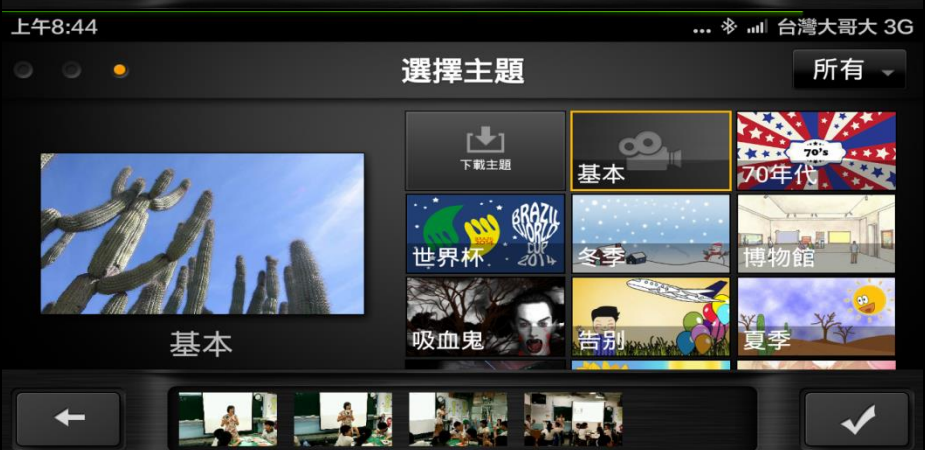 上午8:44
... 台灣大哥大 3G
選擇主題
所有
下載主題
基本
70's
70年代
BRAZIL
WORLD
CUP
2014
世界杯
冬季
博物館
吸血鬼
告别
夏季
基本